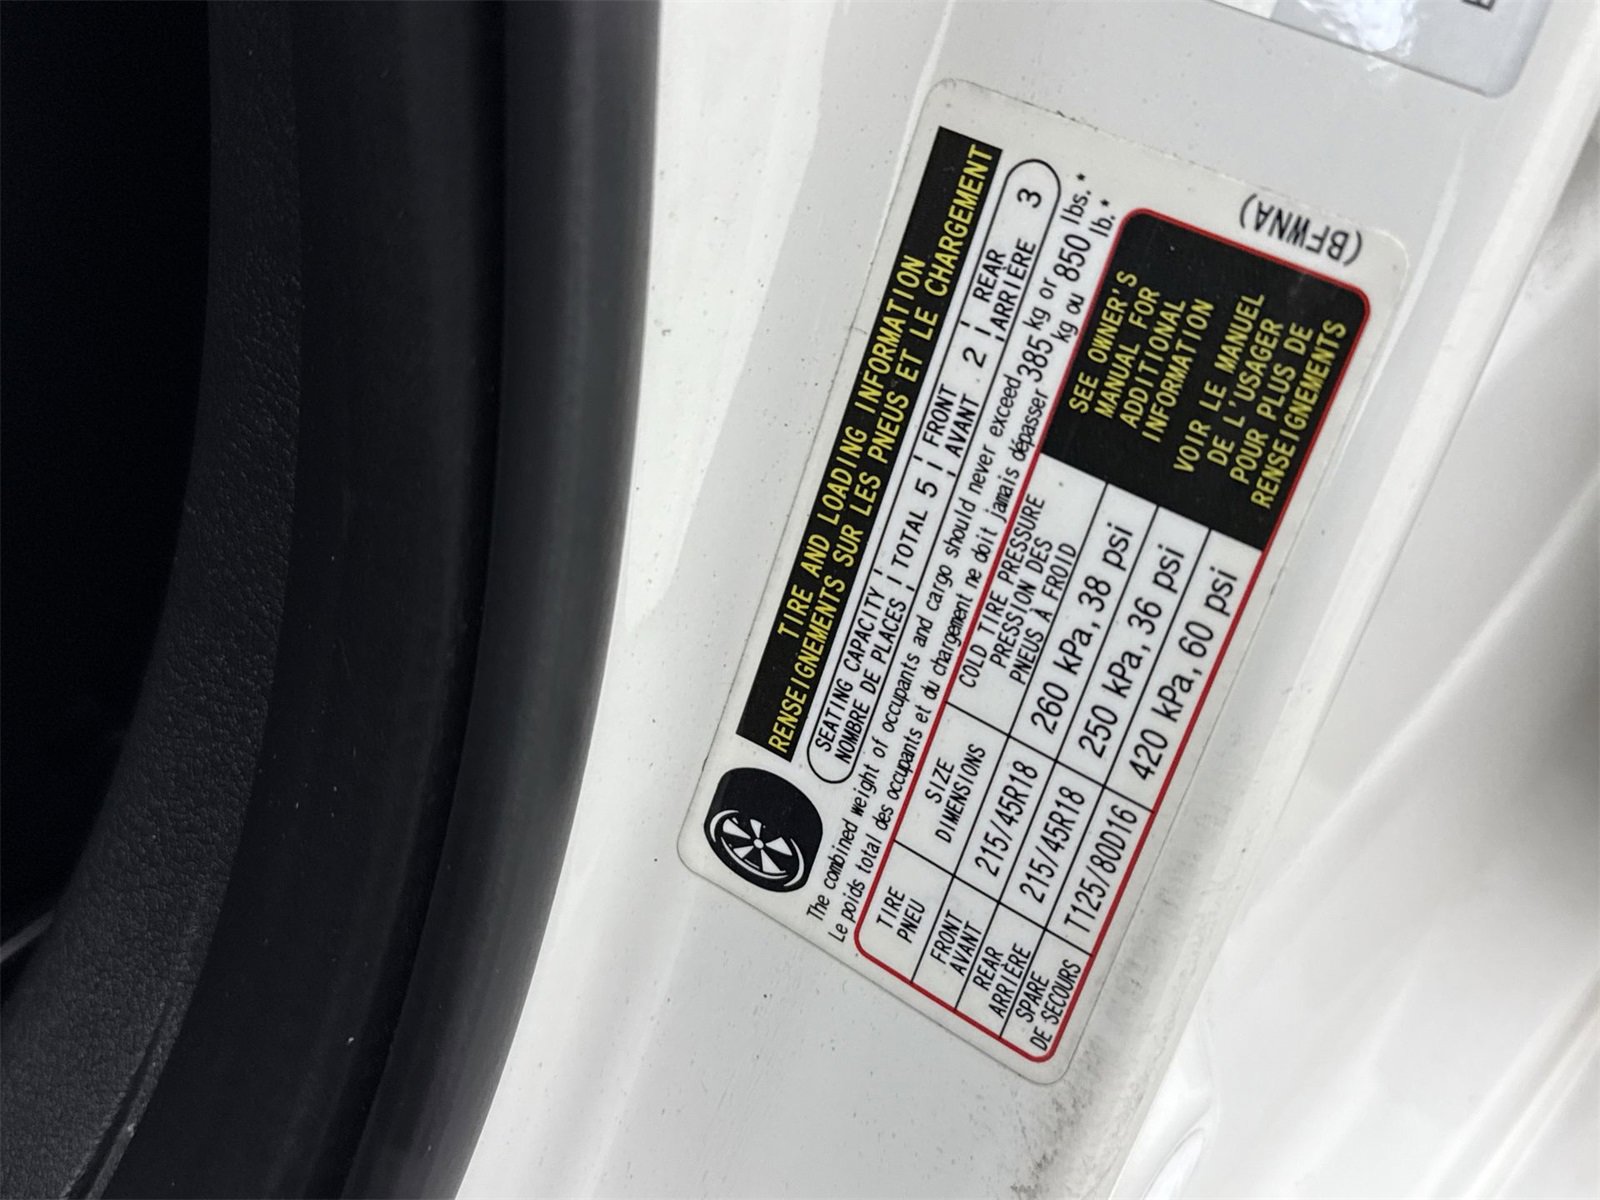 TIRE AND LOADING INFORMATION
RENSEIGNEMENTS SUR LES PNEUS ET LE CHARGEMENT
SEATING CAPACITY TOTAL 5 FRONT 2 REAR 3
NOMBRE DE PLACES AVANT ARRIÈRE
The combined weight of occupants and cargo should never exceed 385 kg or 850 lbs.*
Le poids total des occupants et du chargement ne doit jamais dépasser kg ou lb.*
TIRE
PNEU
SIZE
DIMENSIONS
COLD TIRE PRESSURE
PRESSION DES
PNEUS À FROID
FRONT
AVANT
215/45R18
260 kPa, 38 psi
REAR
ARRIÈRE
215/45R18
250 kPa, 36 psi
SPARE
DE SECOURS
T125/80D16
420 kPa, 60 psi
SEE OWNER'S
MANUAL FOR
ADDITIONAL
INFORMATION
VOIR LE MANUEL
DE L'USAGER
POUR PLUS DE
RENSEIGNEMENTS
(BFWNA)